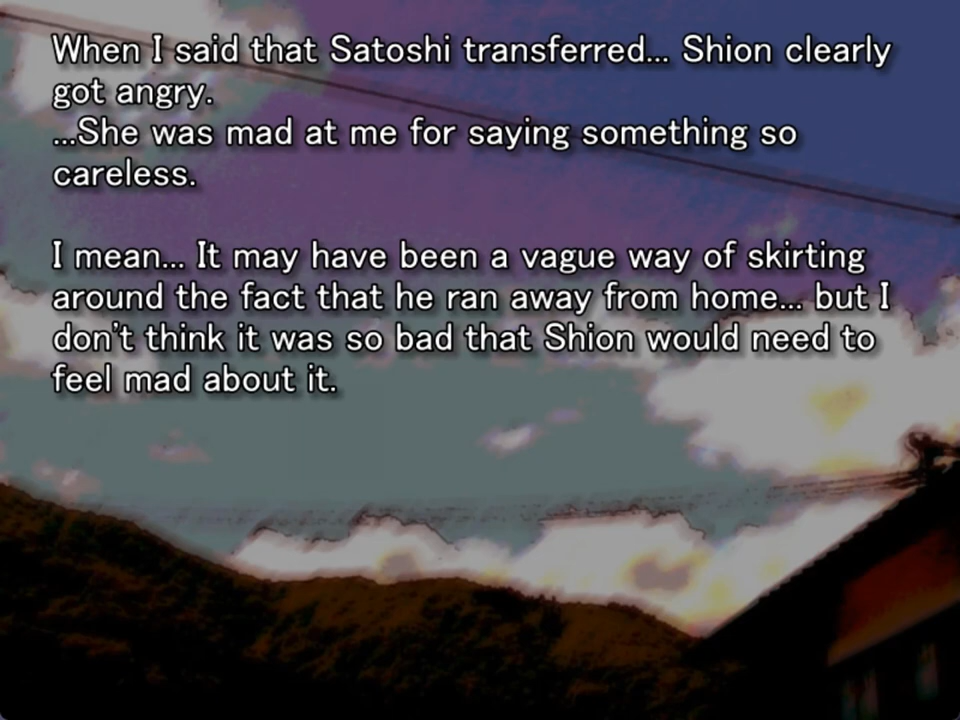 When I said that Satoshi transferred... Shion clearly
got angry.
...She was mad at me for saying something so
careless.
I mean... It may have been a vague way of skirting
around the fact that he ran away from home... but I
don't think it was so bad that Shion would need to
feel mad about it.